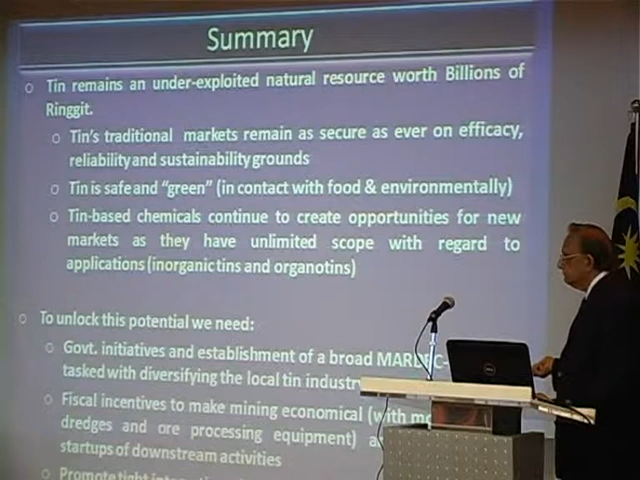 Summary
Tin remains an under-exploited natural resource worth Billions of
Ringgit.
Tin's traditional markets remain as secure as ever on efficacy,
reliability and sustainability grounds
Tin is safe and "green" (in contact with food & environmentally)
Tin-based chemicals continue to create opportunities for new
markets as they have unlimited scope with regard to
applications (inorganic tins and organotins)
To unlock this potential we need:
Govt. initiatives and establishment of a broad
tasked with diversifying the local tin
Fiscal incentives to make mining economical (with
dredges and ore processing equipment)
startups of downstream activities
Promote tight
DELL